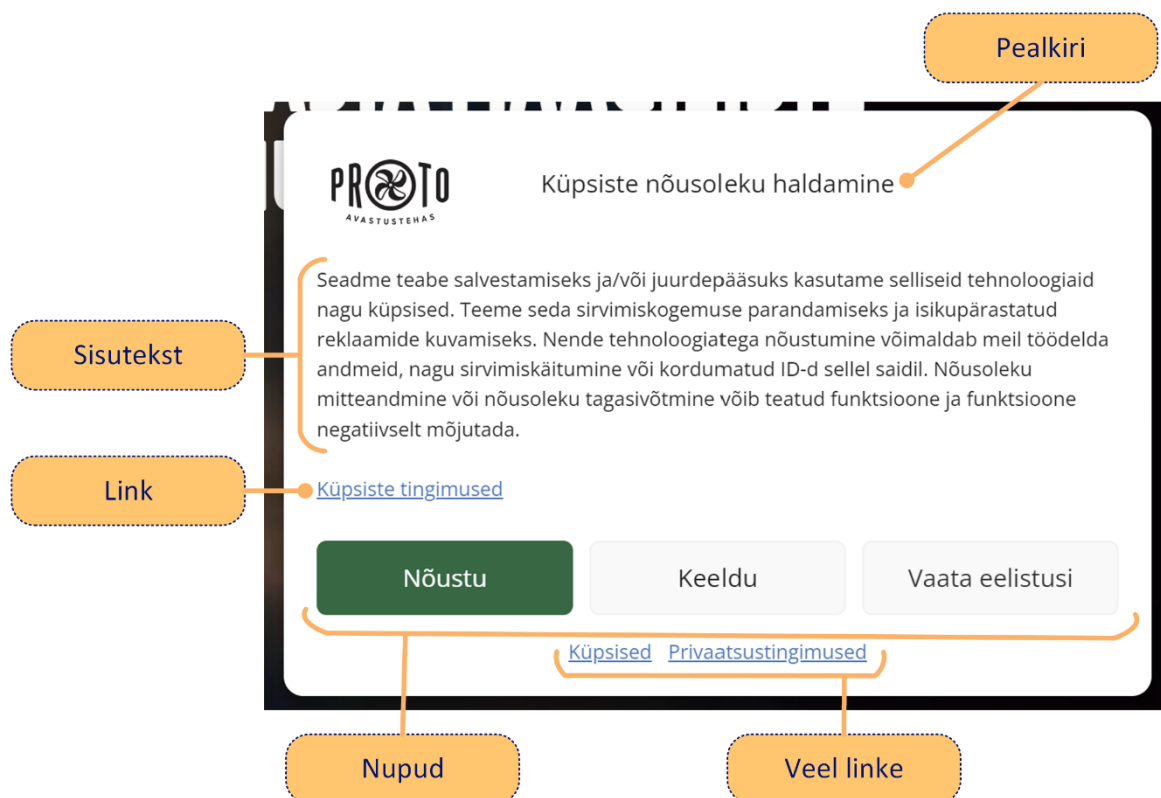 Pealkiri
PROTO
AVASTUSTEHAS
Küpsiste nõusoleku haldamine
Seadme teabe salvestamiseks ja/või juurdepääsuks kasutame selliseid tehnoloogiaid
nagu küpsised. Teeme seda sirvimiskogemuse parandamiseks ja isikupärastatud
reklaamide kuvamiseks. Nende tehnoloogiatega nõustumine võimaldab meil töödelda
andmeid, nagu sirvimiskäitumine või kordumatud ID-d sellel saidil. Nõusoleku
mitteandmine või nõusoleku tagasivõtmine võib teatud funktsioone ja funktsioone
negatiivselt mõjutada.
Sisutekst
Link
Küpsiste tingimused
Nõustu
Keeldu
Vaata eelistusi
Küpsised Privaatsustingimused
Nupud
Veel linke